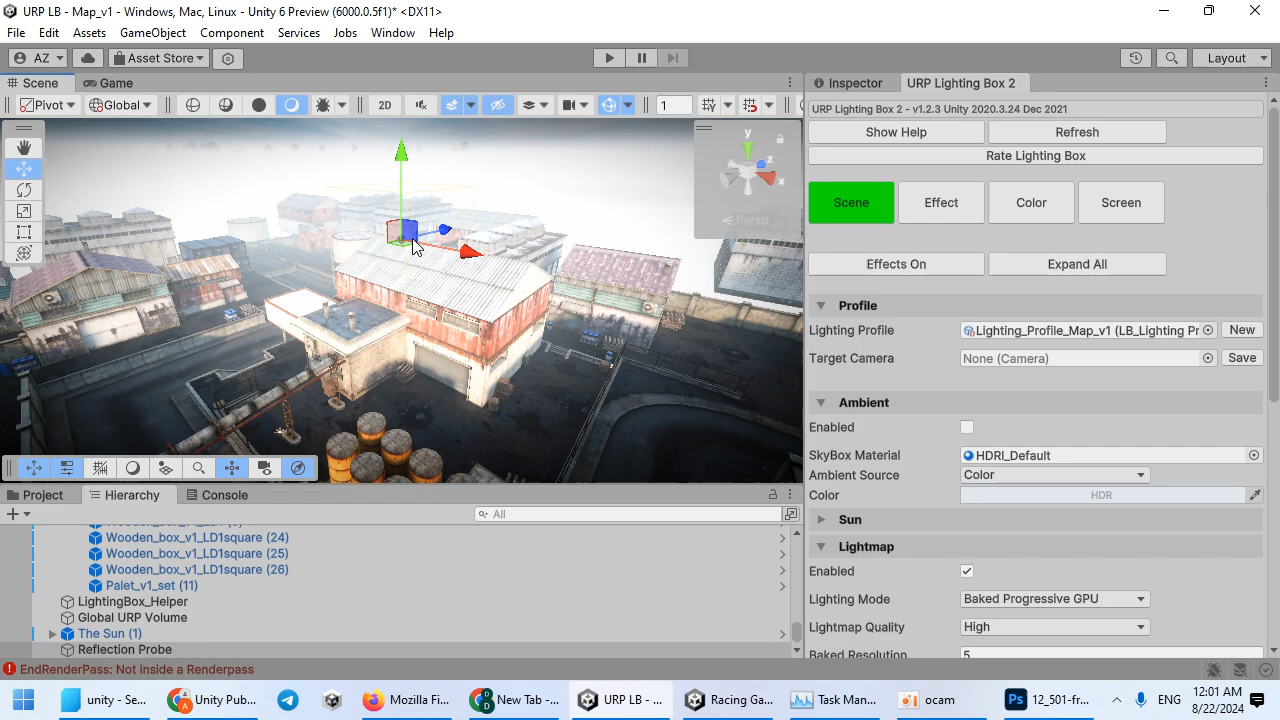 URP LB - Map_v1 - Windows, Mac, Linux - Unity 6 Preview (6000.0.5f1)* <DX11>
File Edit Assets GameObject Component Services Jobs Window Help
AZ Asset Store Layout
Scene Game Inspector URP Lighting Box 2
Pivot Global 2D 1
URP Lighting Box 2 - v1.2.3 Unity 2020.3.24 Dec 2021
Show Help Refresh
Rate Lighting Box
y
z
x
Persp
Scene Effect Color Screen
Effects On Expand All
Profile
Lighting Profile Lighting_Profile_Map_v1 (LB_Lighting Pr New
Target Camera None (Camera) Save
Ambient
Enabled
SkyBox Material HDRI_Default
Ambient Source Color
Color HDR
Sun
Lightmap
Enabled
Lighting Mode Baked Progressive GPU
Lightmap Quality High
Baked Resolution 5
Project Hierarchy Console
All
Wooden_box_v1_LD1square (24)
Wooden_box_v1_LD1square (25)
Wooden_box_v1_LD1square (26)
Palet_v1_set (11)
LightingBox_Helper
Global URP Volume
The Sun (1)
Reflection Probe
EndRenderPass: Not inside a Renderpass
unity - Se... Unity Pub... Mozilla Fi... New Tab -... URP LB - ... Racing Ga... Task Man... ocam 12_501-fr... ENG 12:01 AM
8/22/2024